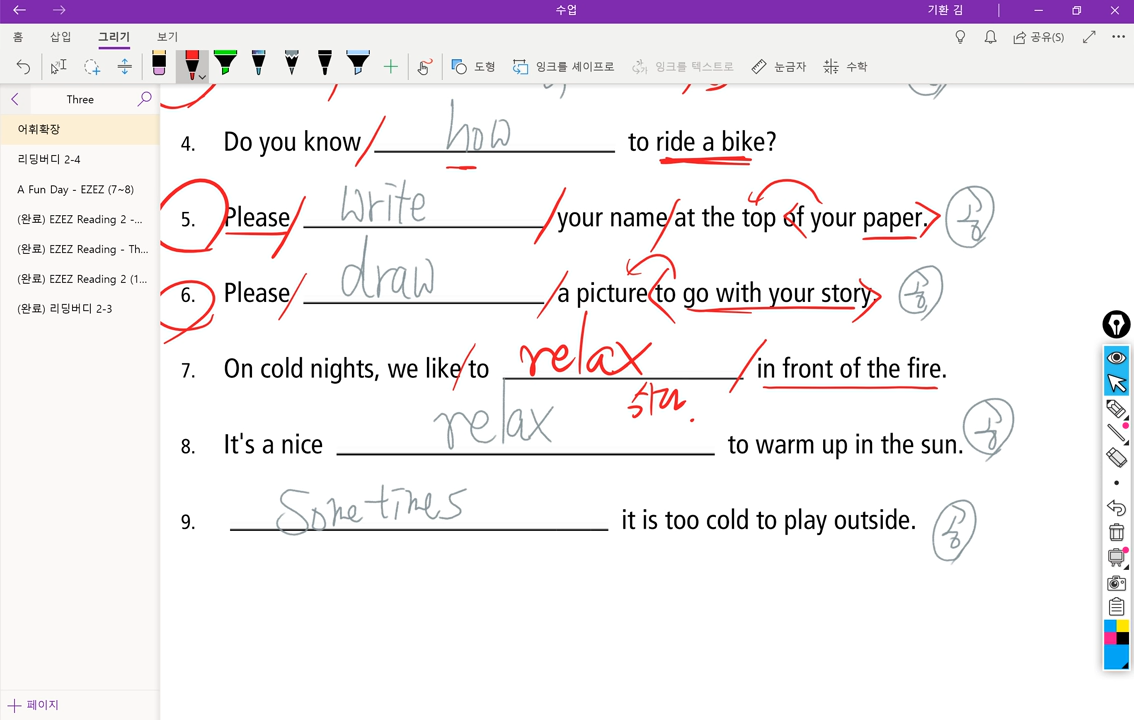 수업
기환 김
홈 삽입 그리기 보기
공유(S)
도형 잉크를 셰이프로 잉크를 텍스트로 눈금자 수학
Three
어휘확장
리딩버디 2-4
A Fun Day - EZEZ (7~8)
(완료) EZEZ Reading 2 -...
(완료) EZEZ Reading - Th...
(완료) EZEZ Reading 2 (1...
(완료) 리딩버디 2-3
페이지
4. Do you know how to ride a bike?
5. Please write your name at the top of your paper.
6. Please draw a picture to go with your story.
7. On cold nights, we like to relax in front of the fire.
relax
8. It's a nice to warm up in the sun.
9. Sometimes it is too cold to play outside.